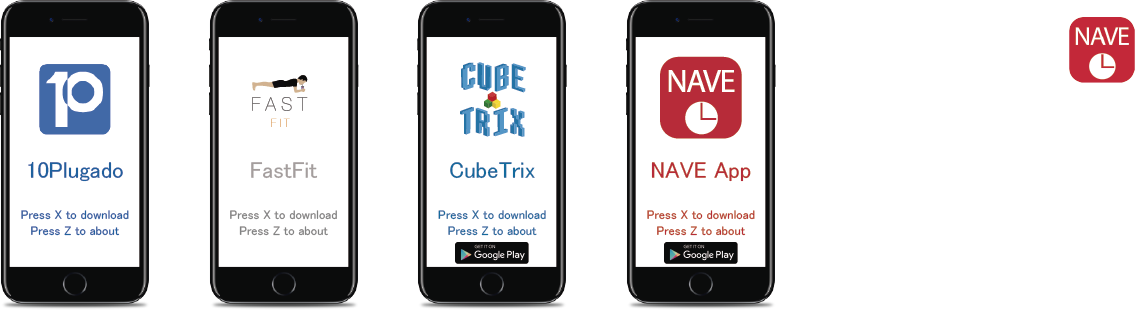 10
10Plugado
Press X to download
Press Z to about
FAST
FIT
FastFit
Press X to download
Press Z to about
CUBE
TRIX
CubeTrix
Press X to download
Press Z to about
GET IT ON
Google Play
NAVE
NAVE App
Press X to download
Press Z to about
GET IT ON
Google Play
NAVE